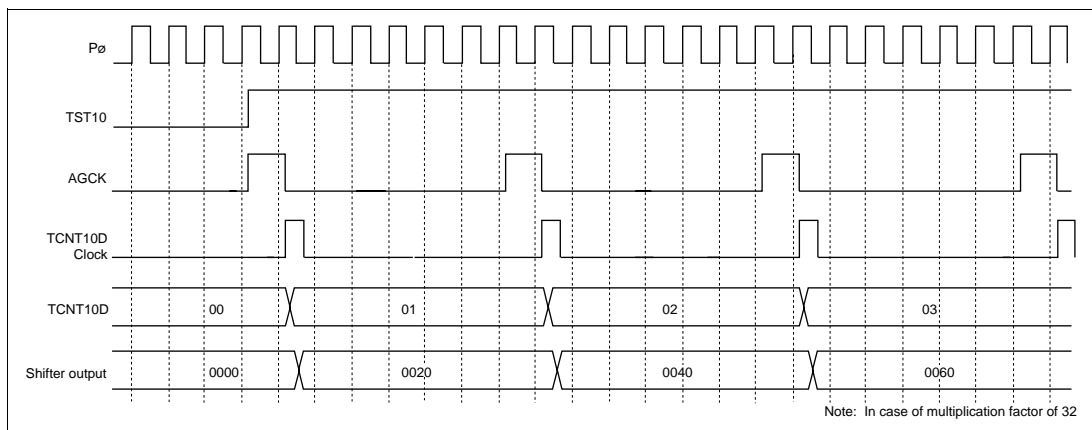 Pø
TST10
AGCK
TCNT10D
Clock
TCNT10D
00
01
02
03
Shifter output
0000
0020
0040
0060
Note: In case of multiplication factor of 32